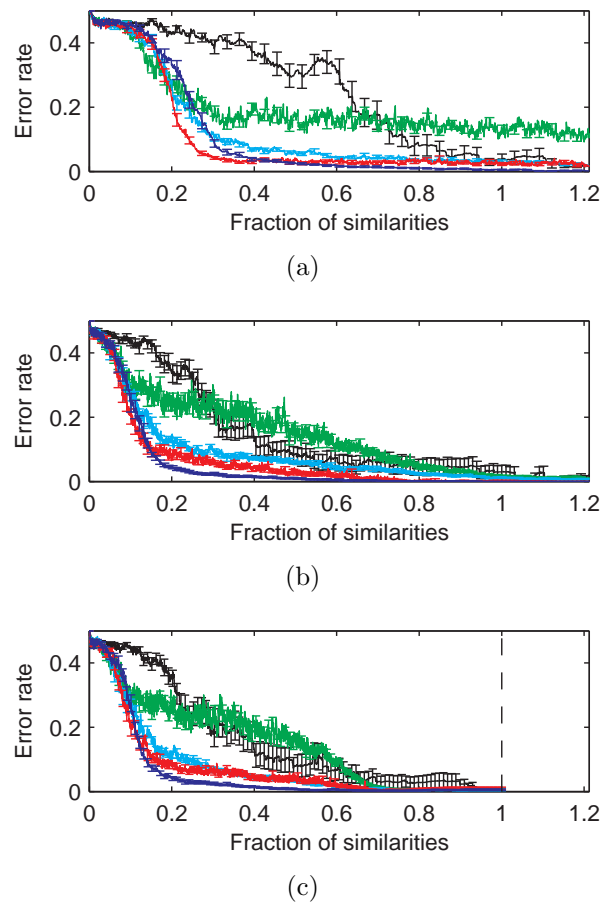 0.4
0.2
0
Error rate
0 0.2 0.4 0.6 0.8 1 1.2
Fraction of similarities
(a)
0.4
0.2
0
Error rate
0 0.2 0.4 0.6 0.8 1 1.2
Fraction of similarities
(b)
0.4
0.2
0
Error rate
0 0.2 0.4 0.6 0.8 1 1.2
Fraction of similarities
(c)